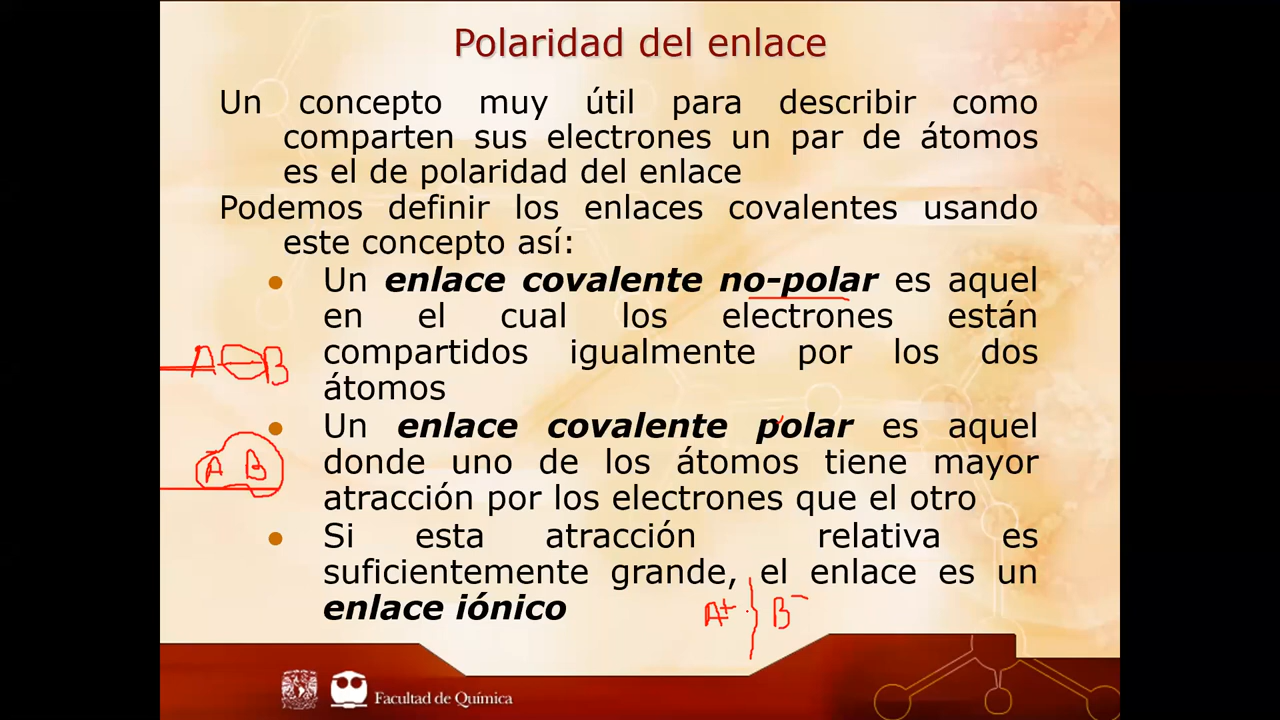 Polaridad del enlace
Un concepto muy útil para describir como
comparten sus electrones un par de átomos
es el de polaridad del enlace
Podemos definir los enlaces covalentes usando
este concepto así:
Un enlace covalente no-polar es aquel
en el cual los electrones están
compartidos igualmente por los dos
átomos
A B
Un enlace covalente polar es aquel
donde uno de los átomos tiene mayor
atracción por los electrones que el otro
A B
Si esta atracción relativa es
suficientemente grande, el enlace es un
enlace iónico
A+ B-
Facultad de Química